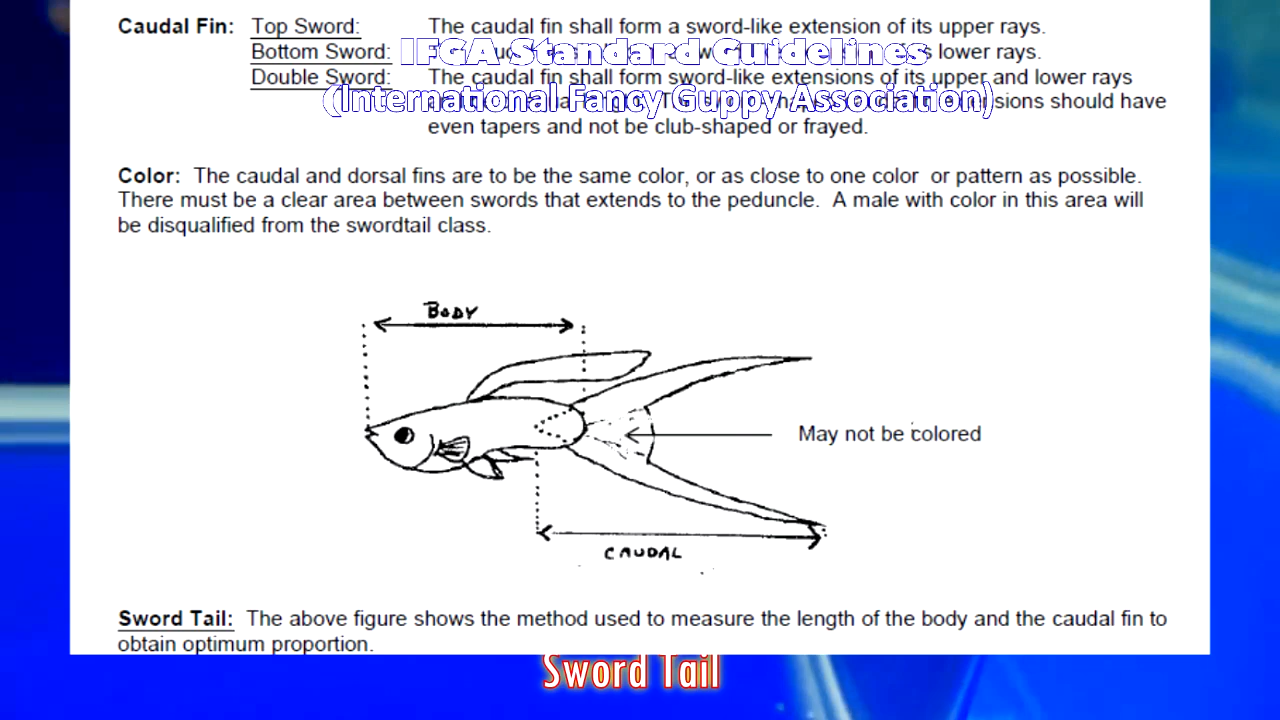 Caudal Fin: Top Sword: The caudal fin shall form a sword-like extension of its upper rays.
Bottom Sword: lower rays.
IFGA Standard Guidelines
Double Sword: The caudal fin shall form sword-like extensions of its upper and lower rays
(International Fancy Guppy Association)
should have
even tapers and not be club-shaped or frayed.
Color: The caudal and dorsal fins are to be the same color, or as close to one color or pattern as possible.
There must be a clear area between swords that extends to the peduncle. A male with color in this area will
be disqualified from the swordtail class.
BODY
May not be colored
CAUDAL
Sword Tail: The above figure shows the method used to measure the length of the body and the caudal fin to
obtain optimum proportion.
Sword Tail